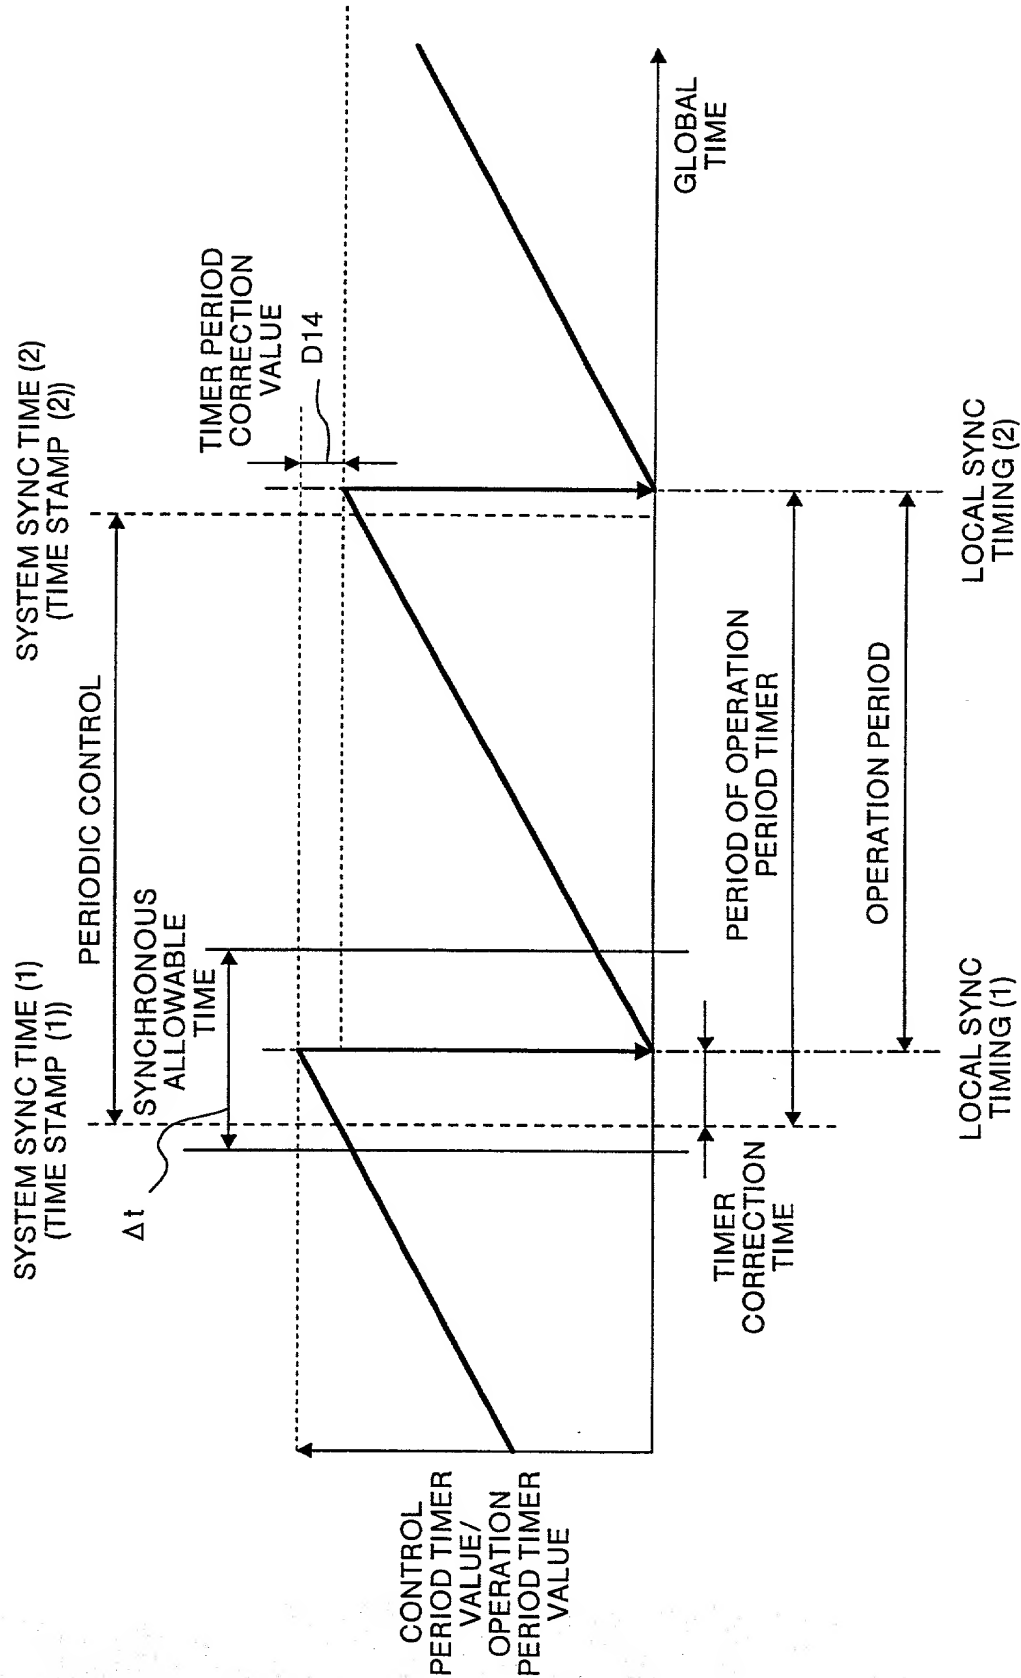 SYSTEM SYNC TIME (1)
(TIME STAMP (1))
SYSTEM SYNC TIME (2)
(TIME STAMP (2))
PERIODIC CONTROL
SYNCHRONOUS
ALLOWABLE
TIME
Δt
TIMER PERIOD
CORRECTION
VALUE
D14
CONTROL
PERIOD TIMER
VALUE/
OPERATION
PERIOD TIMER
VALUE
GLOBAL
TIME
TIMER
CORRECTION
TIME
PERIOD OF OPERATION
PERIOD TIMER
OPERATION PERIOD
LOCAL SYNC
TIMING (1)
LOCAL SYNC
TIMING (2)